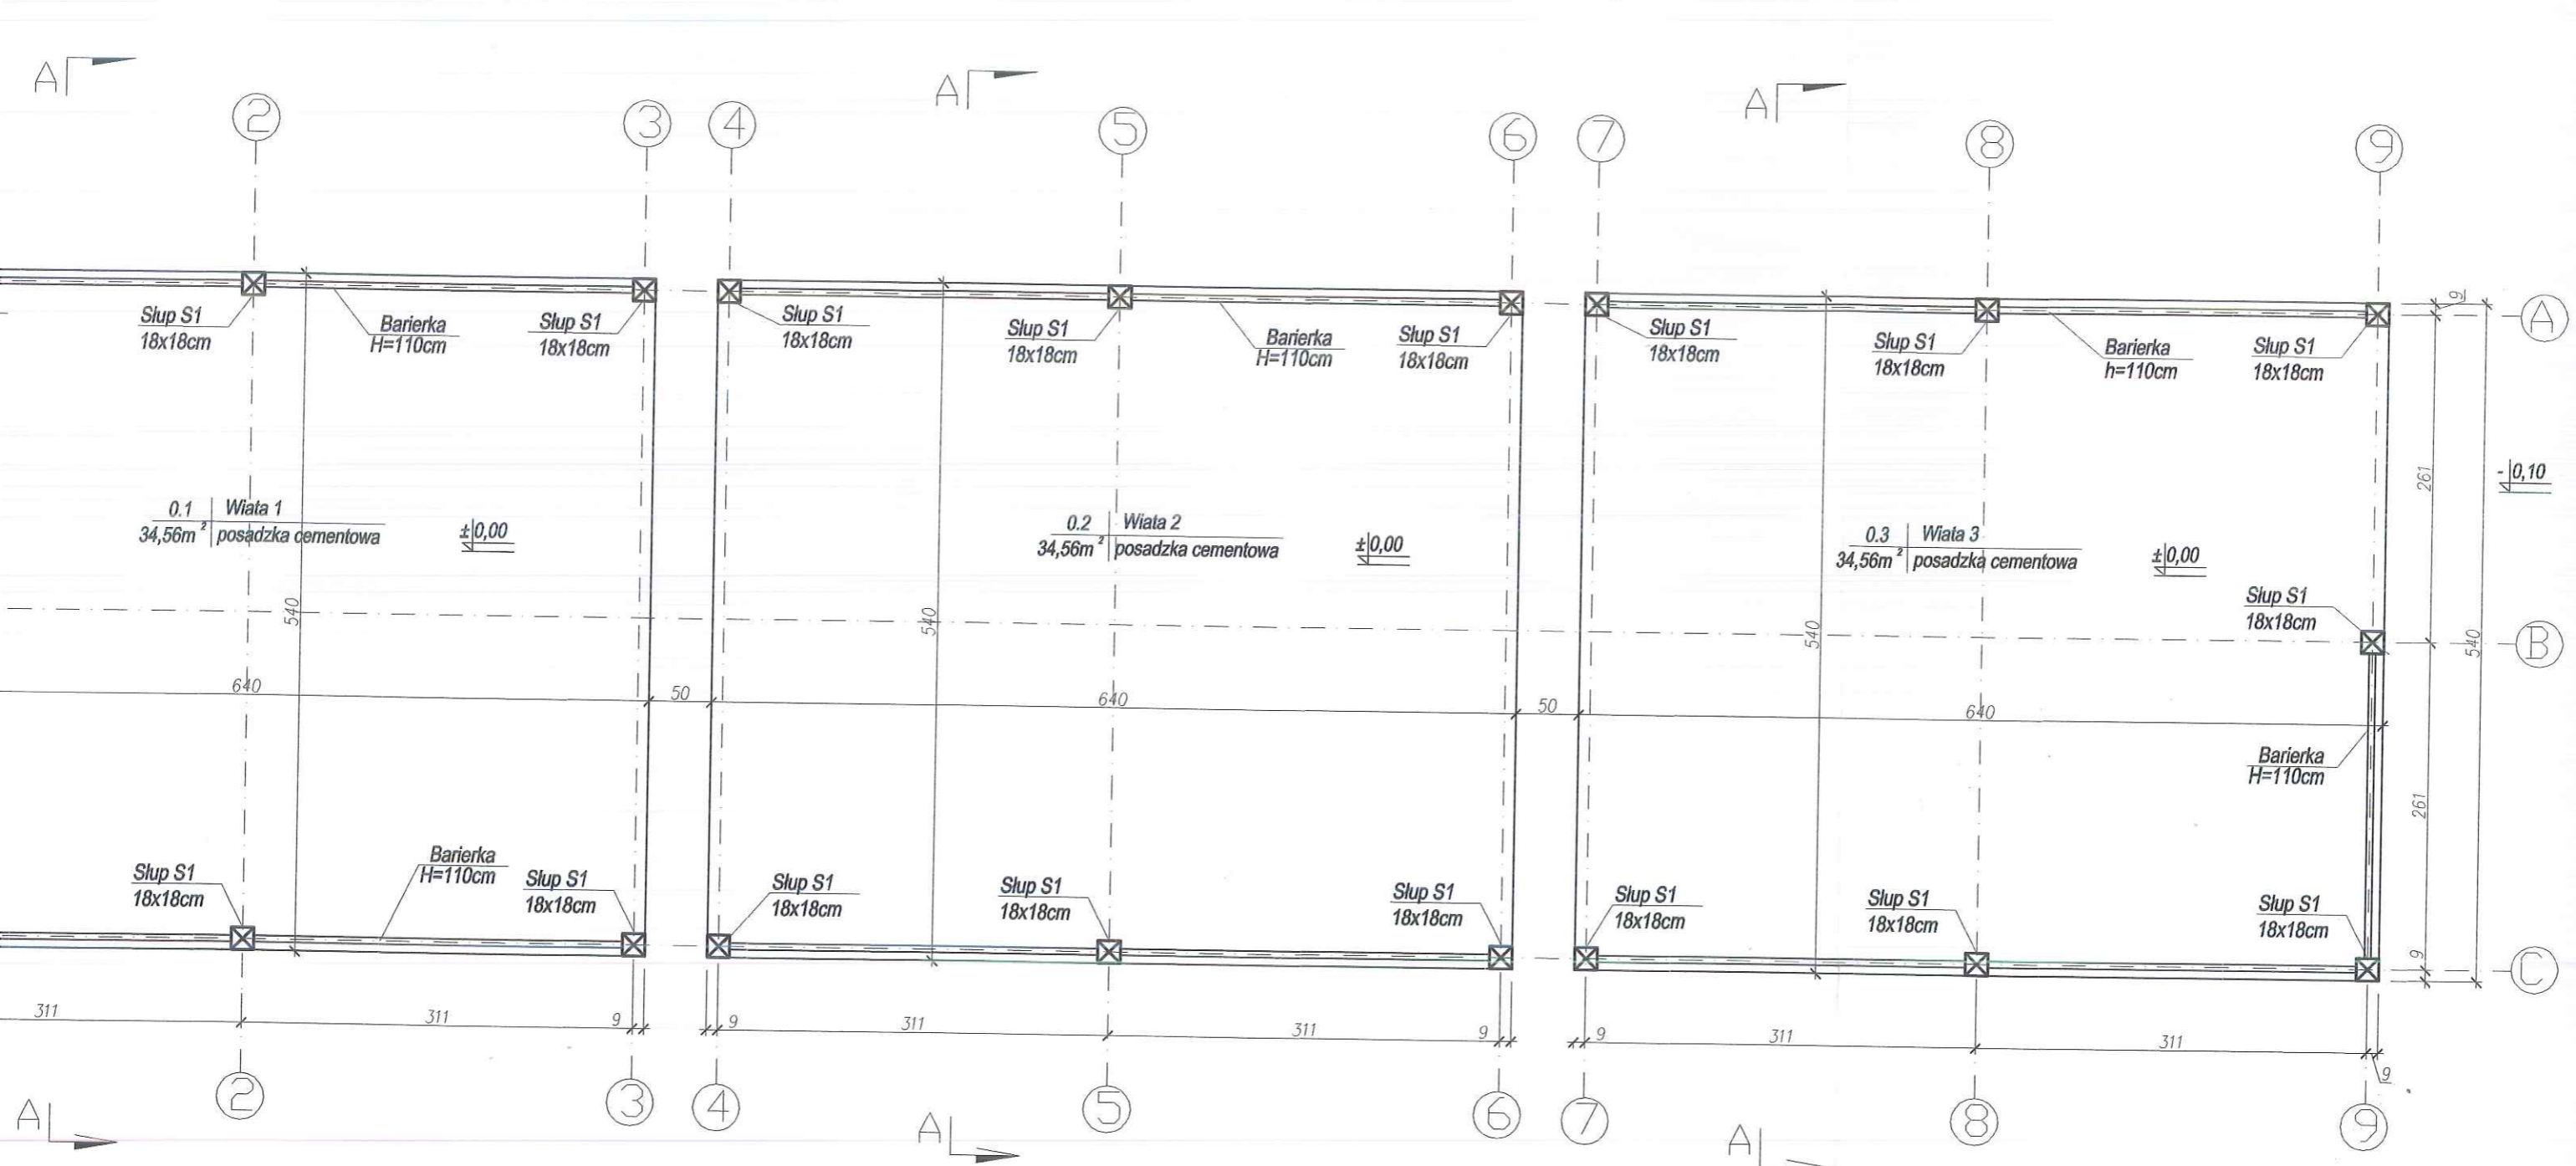 A A A
2 3 4 5 6 7 8 9
Słup S1
18x18cm
Barierka
H=110cm
Słup S1
18x18cm
Słup S1
18x18cm
Słup S1
18x18cm
Barierka
H=110cm
Słup S1
18x18cm
Słup S1
18x18cm
Słup S1
18x18cm
Barierka
h=110cm
Słup S1
18x18cm
9
A
261
540
-0,10
0.1 Wiata 1
34,56m² posadzka cementowa
±0,00
540
0.2 Wiata 2
34,56m² posadzka cementowa
±0,00
540
0.3 Wiata 3
34,56m² posadzka cementowa
±0,00
540
Słup S1
18x18cm
B
640 50 640 50 640
Barierka
H=110cm
261
Słup S1
18x18cm
Barierka
H=110cm
Słup S1
18x18cm
Słup S1
18x18cm
Słup S1
18x18cm
Słup S1
18x18cm
Słup S1
18x18cm
Słup S1
18x18cm
Słup S1
18x18cm
9
C
311 311 9 9 311 311 9 9 311 311 9
2 3 4 5 6 7 8 9
A A A